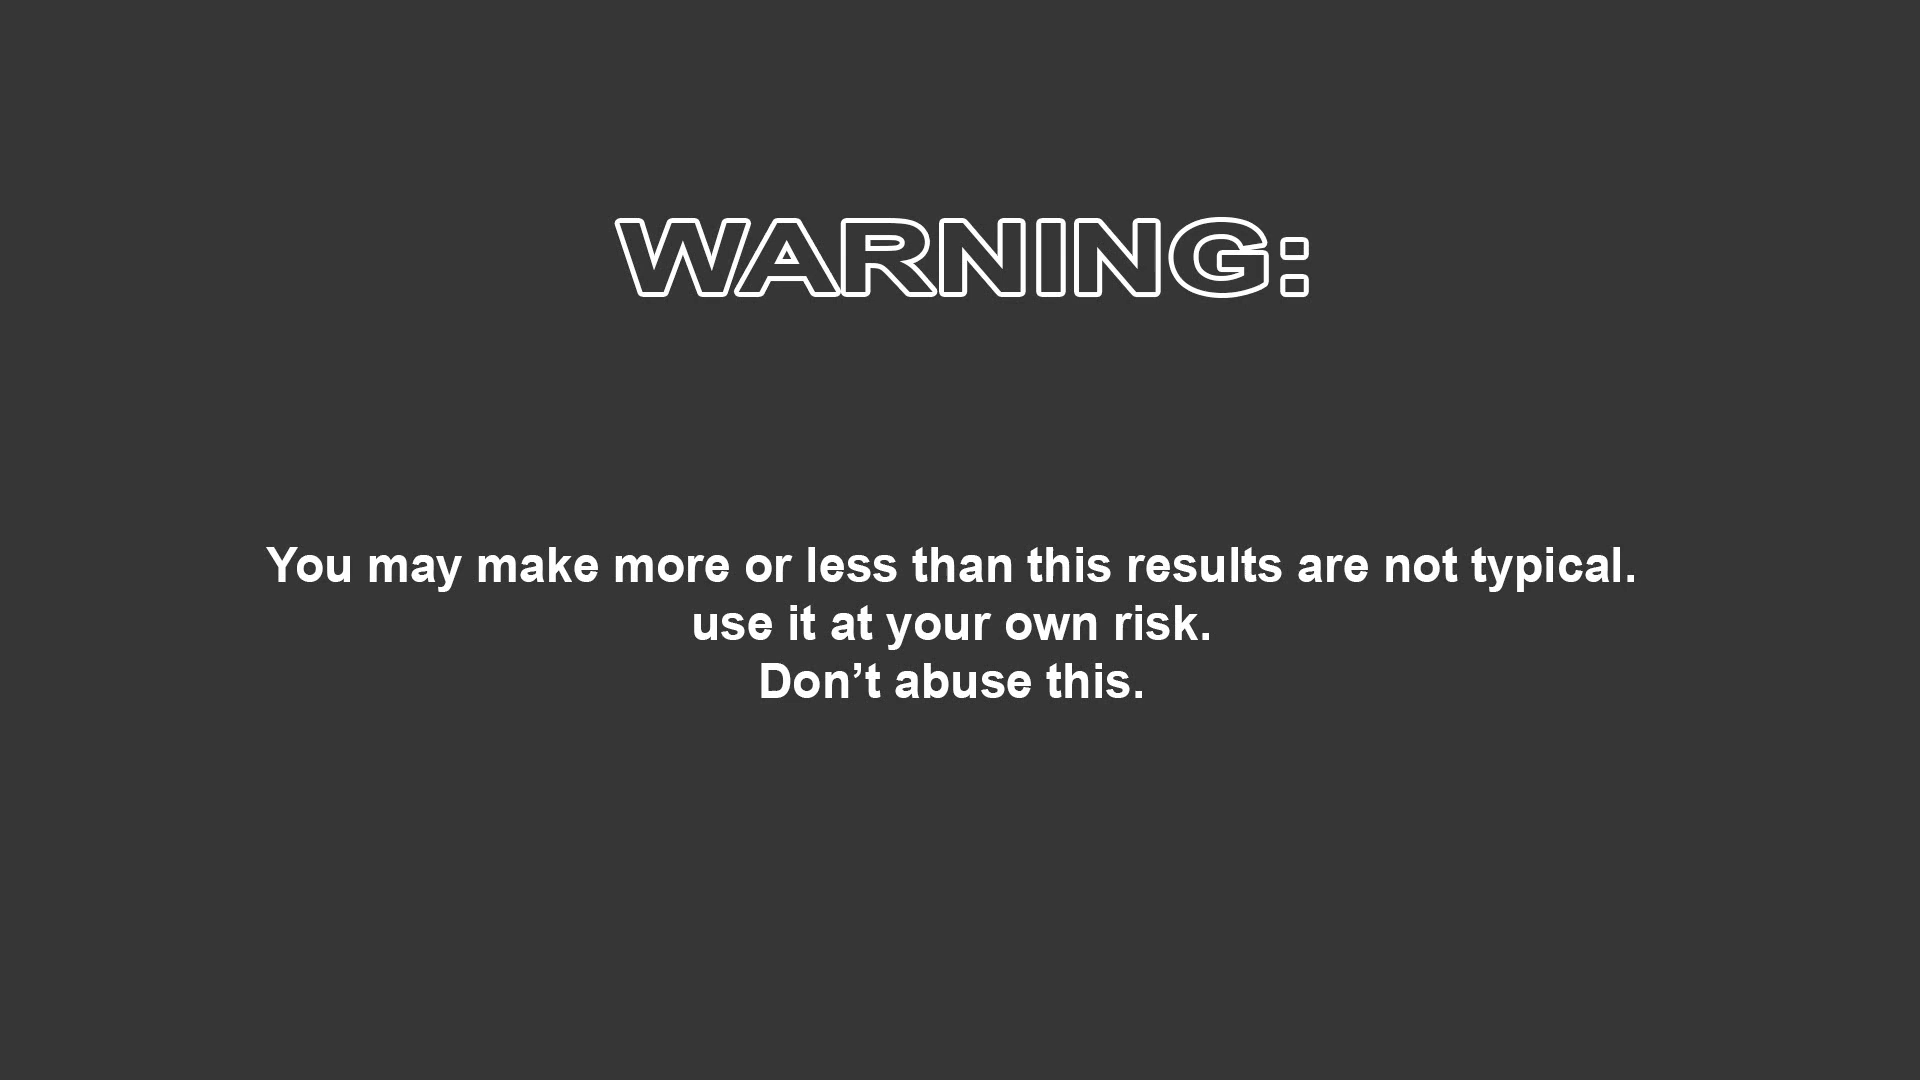 WARNING:
You may make more or less than this results are not typical.
use it at your own risk.
Don’t abuse this.